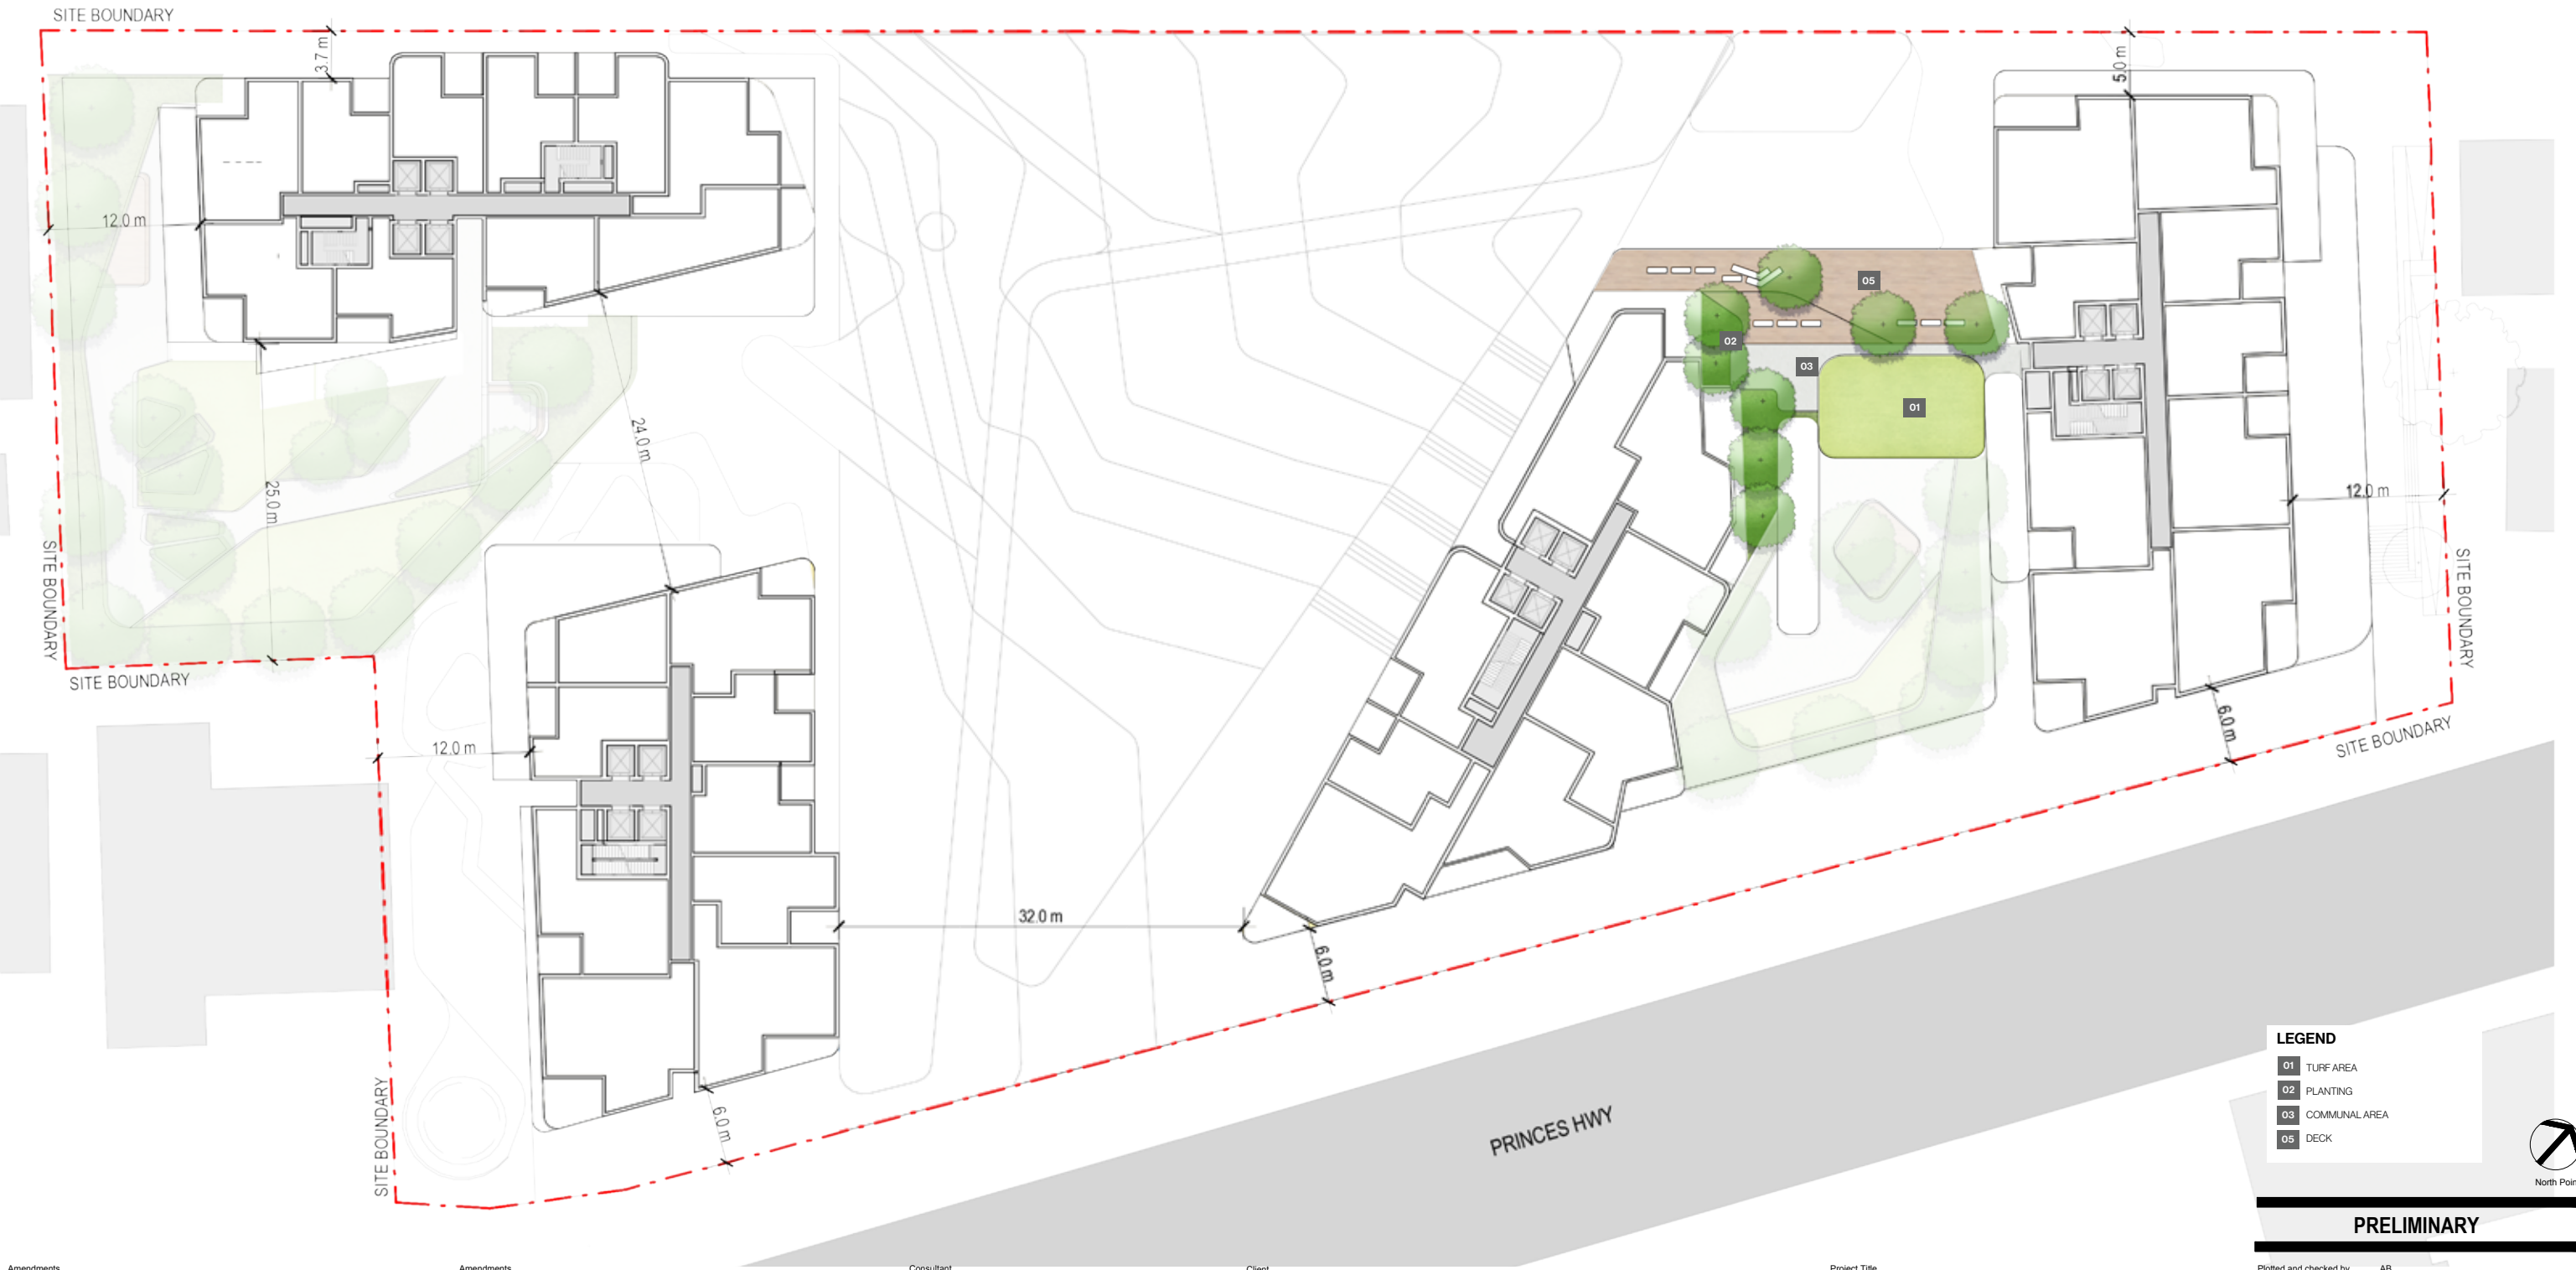 SITE BOUNDARY
3.7 m
5.0 m
12.0 m
05
02
03
01
24.0 m
25.0 m
12.0 m
SITE BOUNDARY
SITE BOUNDARY
SITE BOUNDARY
6.0 m
SITE BOUNDARY
12.0 m
32.0 m
6.0 m
LEGEND
01 TURF AREA
02 PLANTING
03 COMMUNAL AREA
05 DECK
SITE BOUNDARY
6.0 m
PRINCES HWY
North Poin
PRELIMINARY
Amendments
Amendments
Consultant
Client
Project Title
Plotted and checked by
AB